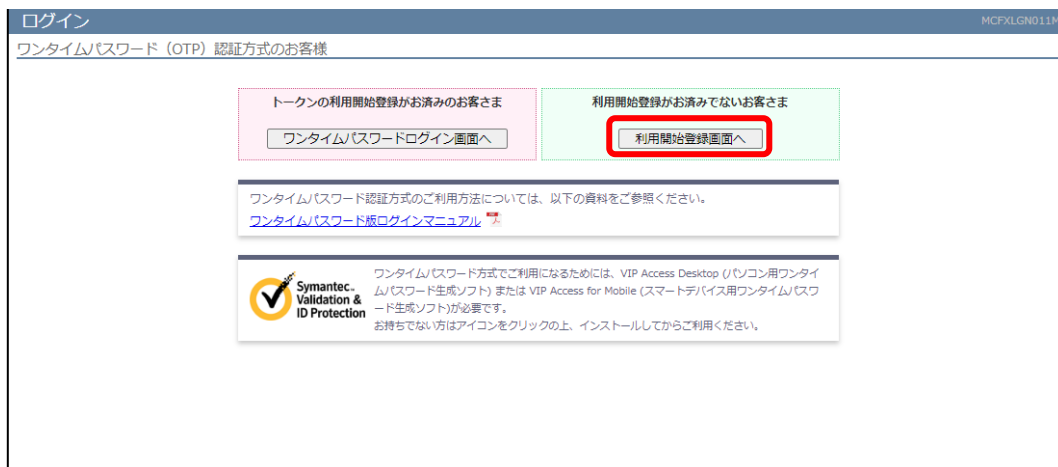 ログイン
MCFXLGN011M
ワンタイムパスワード（OTP）認証方式のお客様
トークンの利用開始登録がお済みのお客さま
ワンタイムパスワードログイン画面へ
利用開始登録がお済みでないお客さま
利用開始登録画面へ
ワンタイムパスワード認証方式のご利用方法については、以下の資料をご参照ください。
ワンタイムパスワード版ログインマニュアル
Symantec™
Validation &
ID Protection
ワンタイムパスワード方式でご利用になるためには、VIP Access Desktop (パソコン用ワンタイ
ムパスワード生成ソフト) または VIP Access for Mobile (スマートデバイス用ワンタイムパスワ
ード生成ソフト)が必要です。
お持ちでない方はアイコンをクリックの上、インストールしてからご利用ください。